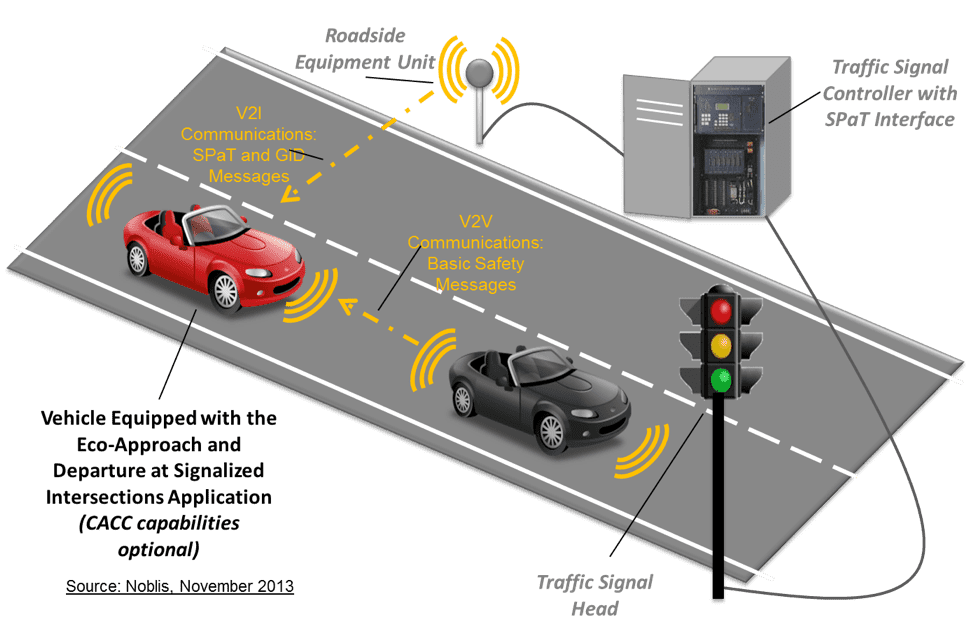 Roadside
Equipment Unit
Traffic Signal
Controller with
SPaT Interface
V2I
Communications:
SPaT and GID
Messages
V2V
Communications:
Basic Safety
Messages
Vehicle Equipped with the
Eco-Approach and
Departure at Signalized
Intersections Application
(CACC capabilities
optional)
Source: Noblis, November 2013
Traffic Signal
Head